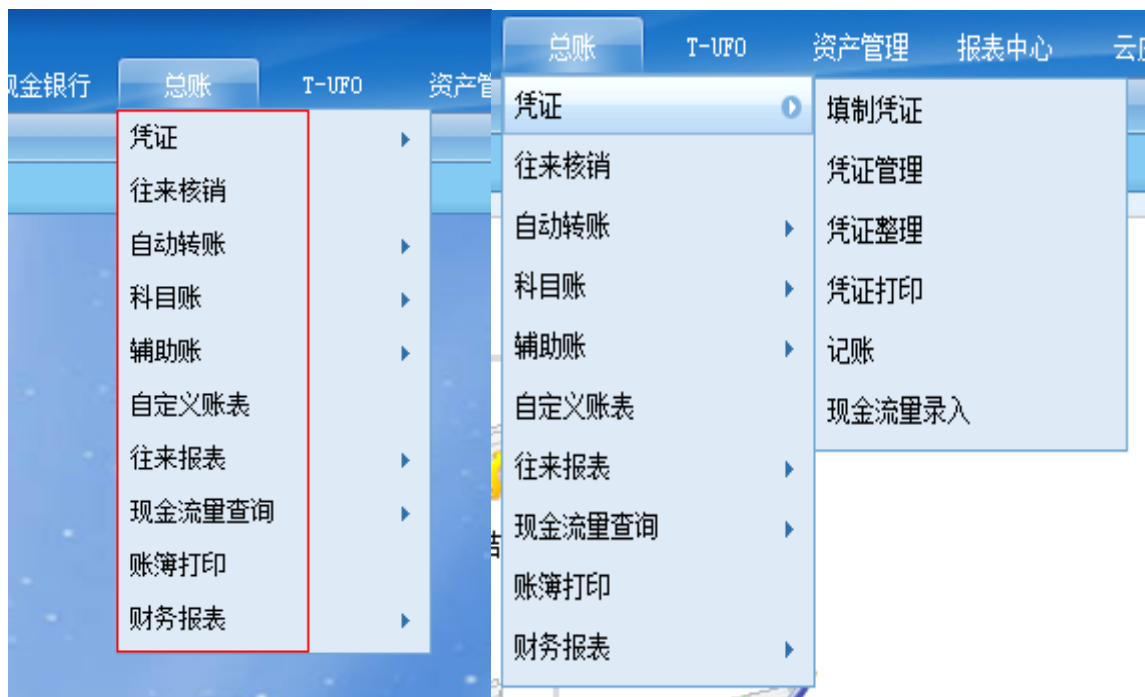 现金银行 总账 T-UFO 资产管
凭证
往来核销
自动转账
科目账
辅助账
自定义账表
往来报表
现金流量查询
账簿打印
财务报表
总账 T-UFO 资产管理 报表中心 云
凭证
往来核销
自动转账
科目账
辅助账
自定义账表
往来报表
现金流量查询
账簿打印
财务报表
填制凭证
凭证管理
凭证整理
凭证打印
记账
现金流量录入